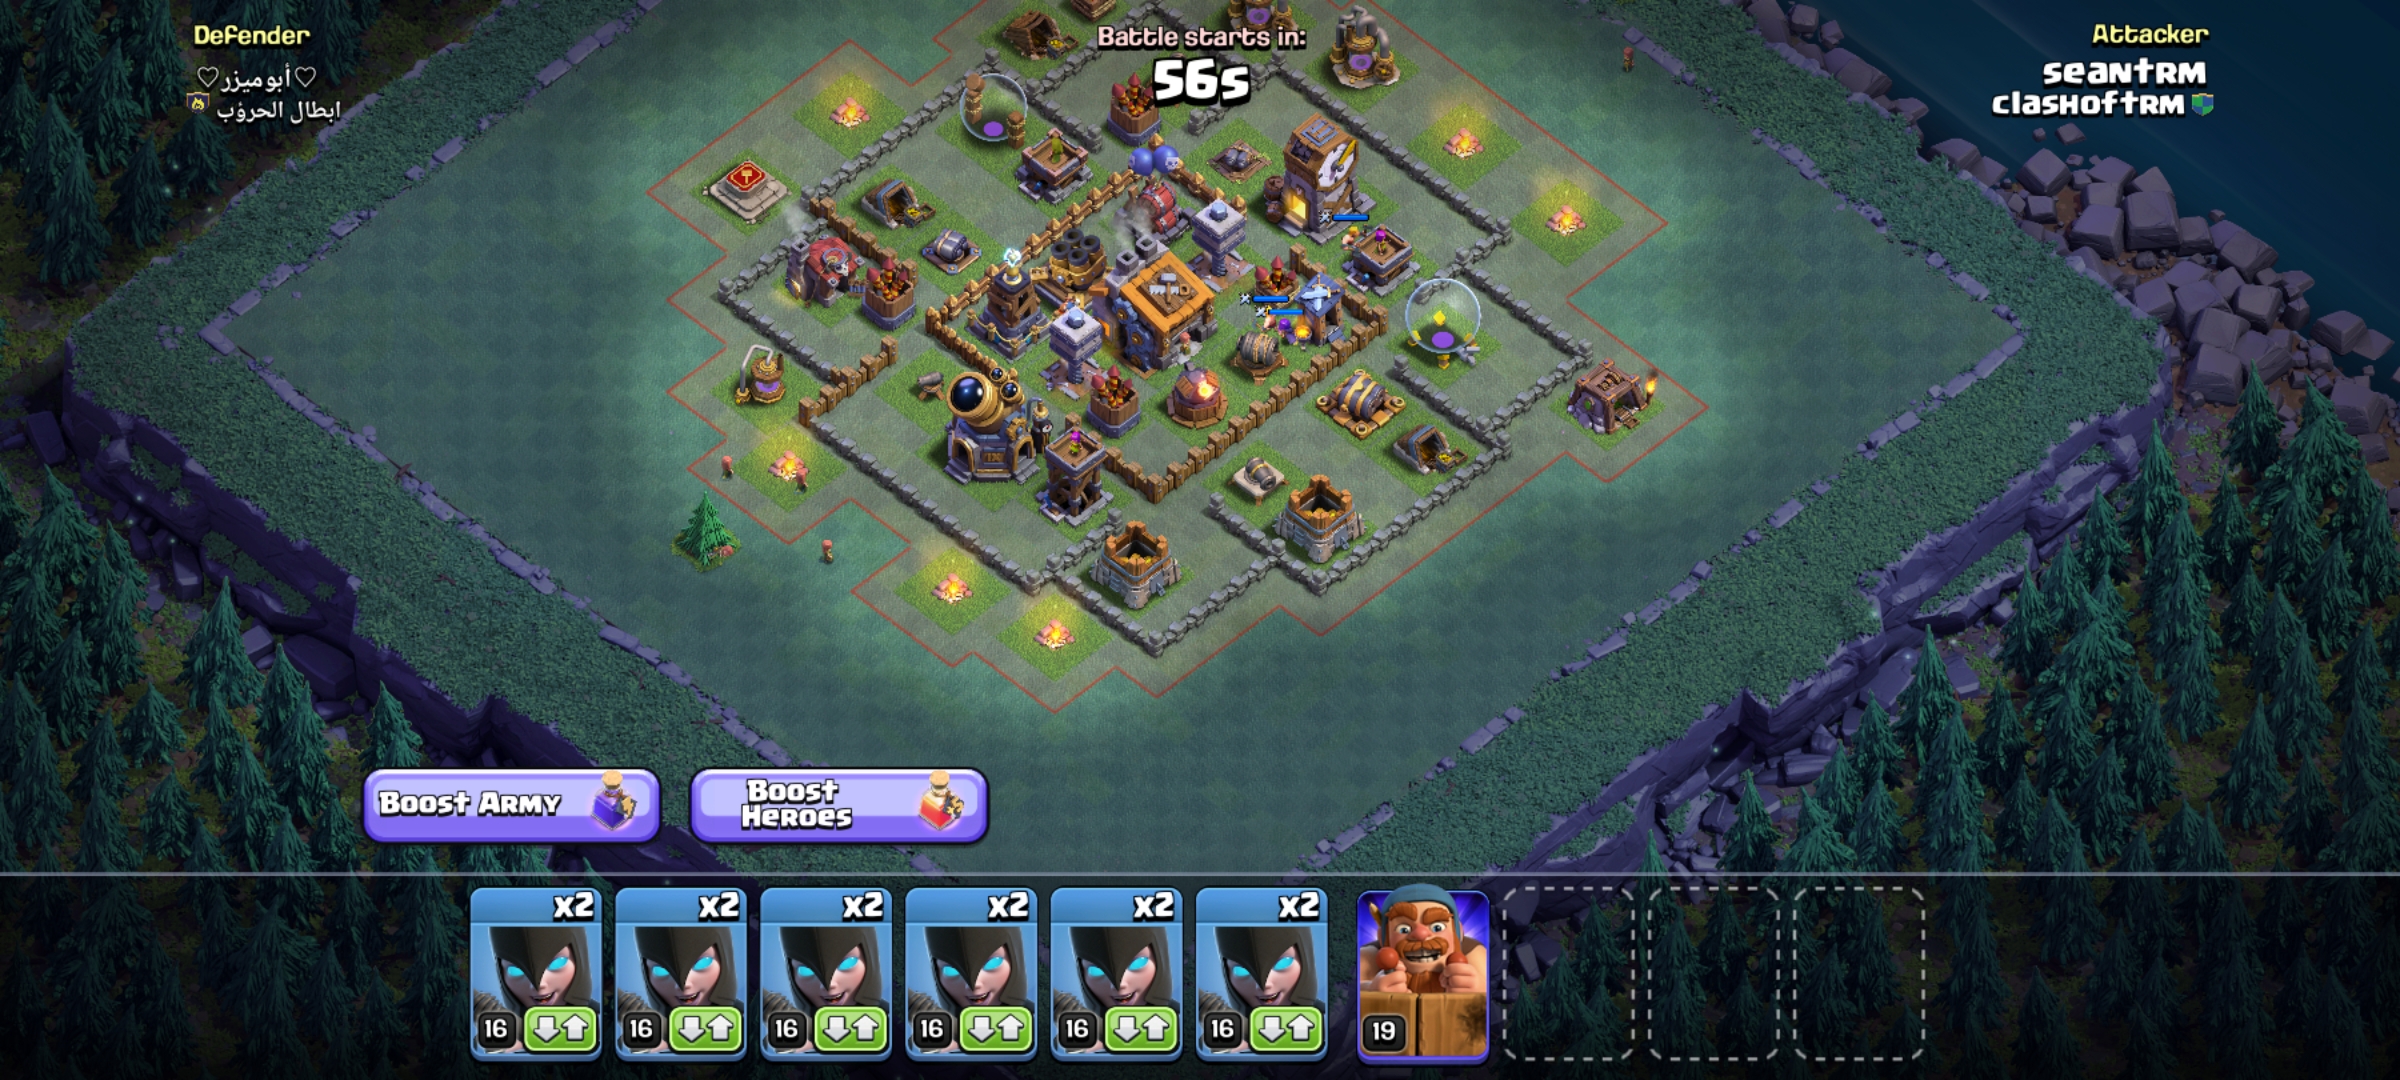 Defender
♡أبو ميزر♡
ابطال الحرؤب
Battle starts in:
56s
Attacker
seantRM
clashoftRM
Boost Army
Boost
Heroes
x2
x2
x2
x2
x2
x2
16
16
16
16
16
16
19